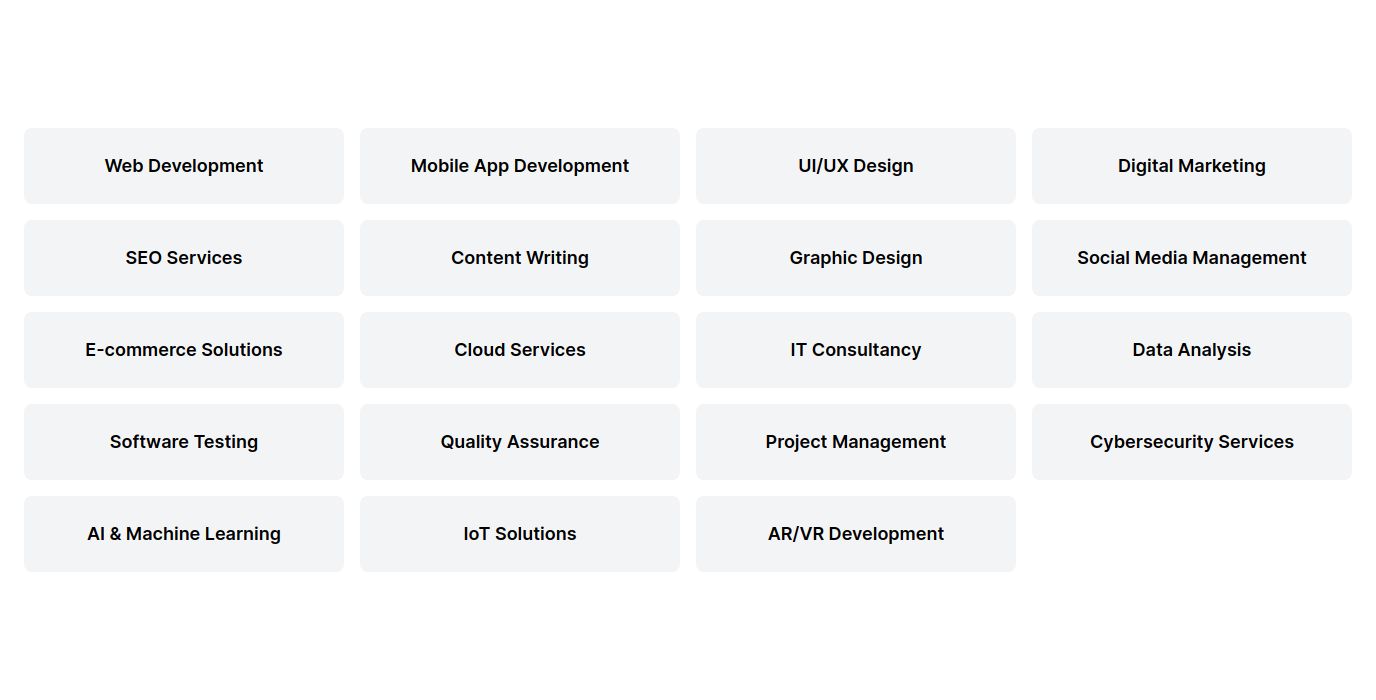 Web Development
Mobile App Development
UI/UX Design
Digital Marketing
SEO Services
Content Writing
Graphic Design
Social Media Management
E-commerce Solutions
Cloud Services
IT Consultancy
Data Analysis
Software Testing
Quality Assurance
Project Management
Cybersecurity Services
AI & Machine Learning
IoT Solutions
AR/VR Development